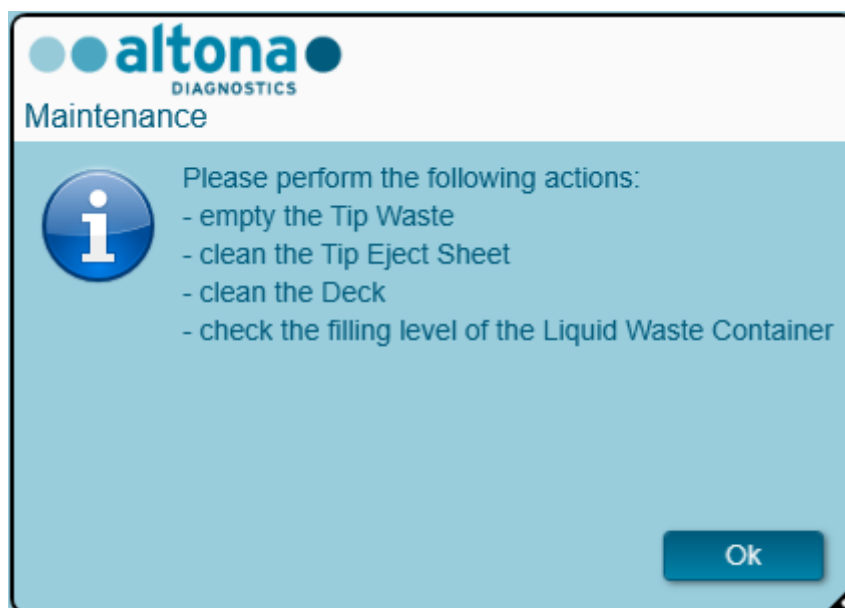 altona
DIAGNOSTICS
Maintenance
Please perform the following actions:
- empty the Tip Waste
- clean the Tip Eject Sheet
- clean the Deck
- check the filling level of the Liquid Waste Container
Ok